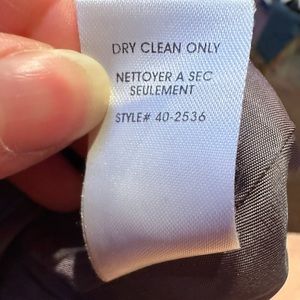 DRY CLEAN ONLY
NETTOYER A SEC
SEULEMENT
STYLE# 40-2536